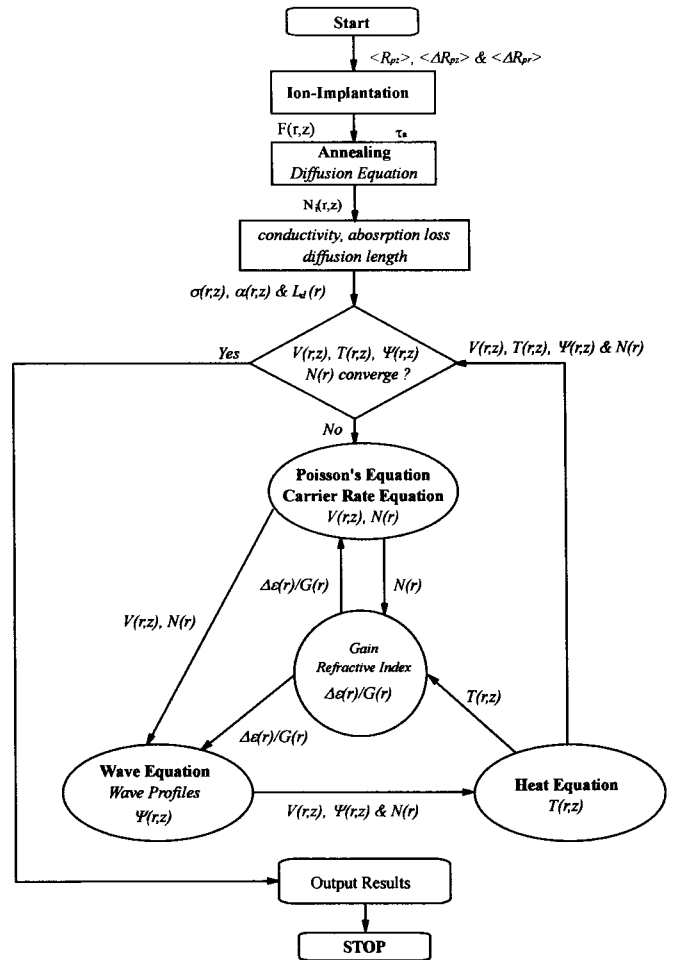 Start
<R_pz>, <ΔR_pz> & <ΔR_pr>
Ion-Implantation
F(r,z)
τ_a
Annealing
Diffusion Equation
N_i(r,z)
conductivity, abosrption loss
diffusion length
σ(r,z), α(r,z) & L_d(r)
Yes
V(r,z), T(r,z), Ψ(r,z)
N(r) converge ?
V(r,z), T(r,z), Ψ(r,z) & N(r)
No
Poisson's Equation
Carrier Rate Equation
V(r,z), N(r)
Δε(r)/G(r)
N(r)
V(r,z), N(r)
Gain
Refractive Index
Δε(r)/G(r)
T(r,z)
Δε(r)/G(r)
Wave Equation
Wave Profiles
Ψ(r,z)
V(r,z), Ψ(r,z) & N(r)
Heat Equation
T(r,z)
Output Results
STOP